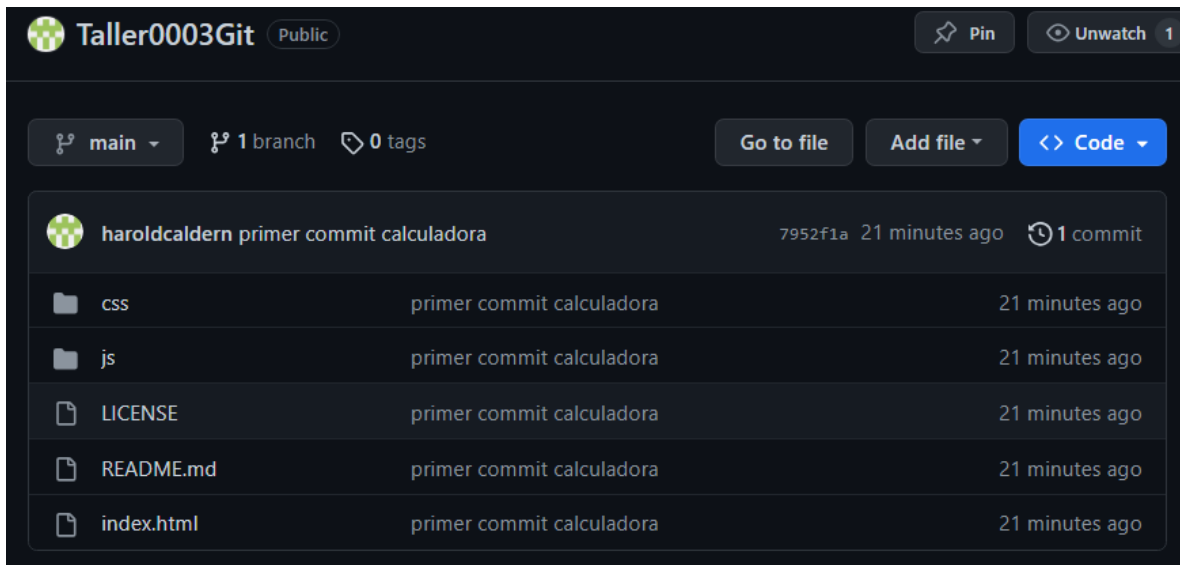 Taller0003Git Public Pin Unwatch 1
main 1 branch 0 tags Go to file Add file Code
haroldcaldern primer commit calculadora 7952f1a 21 minutes ago 1 commit
css primer commit calculadora 21 minutes ago
js primer commit calculadora 21 minutes ago
LICENSE primer commit calculadora 21 minutes ago
README.md primer commit calculadora 21 minutes ago
index.html primer commit calculadora 21 minutes ago